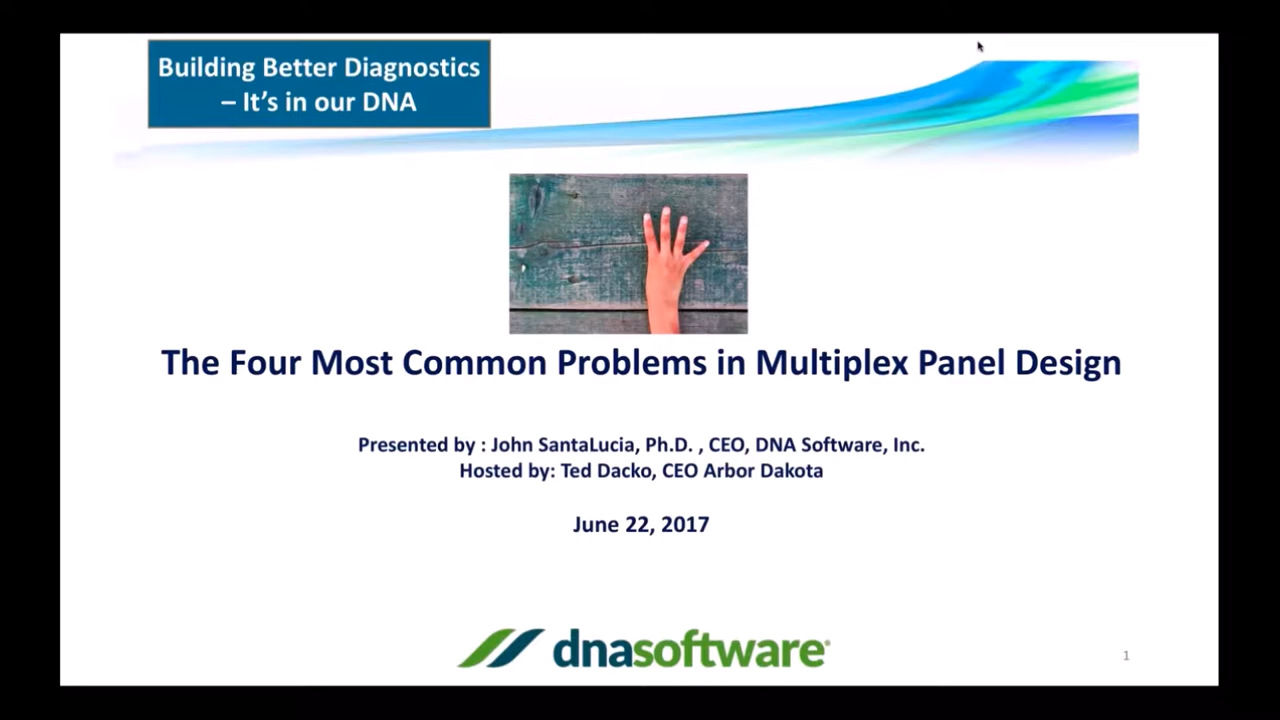 Building Better Diagnostics
– It's in our DNA
The Four Most Common Problems in Multiplex Panel Design
Presented by : John SantaLucia, Ph.D. , CEO, DNA Software, Inc.
Hosted by: Ted Dacko, CEO Arbor Dakota
June 22, 2017
dnasoftware®
1